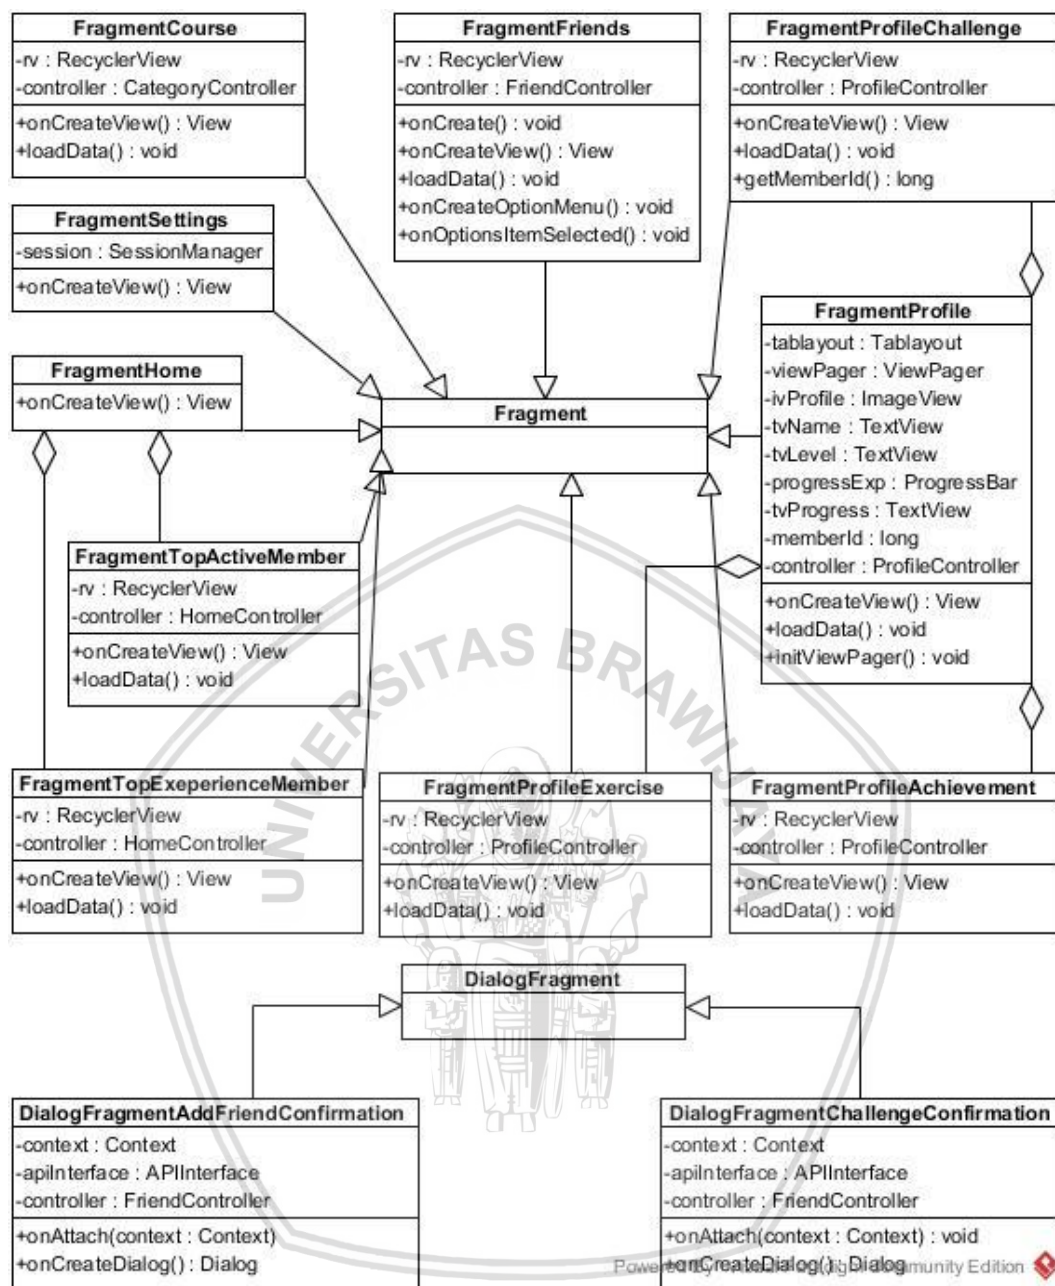 FragmentCourse
-rv : RecyclerView
-controller : CategoryController
+onCreateView() : View
+loadData() : void
FragmentFriends
-rv : RecyclerView
-controller : FriendController
+onCreate() : void
+onCreateView() : View
+loadData() : void
+onCreateOptionMenu() : void
+onOptionsItemSelected() : void
FragmentProfileChallenge
-rv : RecyclerView
-controller : ProfileController
+onCreateView() : View
+loadData() : void
+getMemberId() : long
FragmentSettings
-session : SessionManager
+onCreateView() : View
FragmentHome
+onCreateView() : View
Fragment
FragmentProfile
-tablayout : Tablayout
-viewPager : ViewPager
-ivProfile : ImageView
-tvName : TextView
-tvLevel : TextView
-progressExp : ProgressBar
-tvProgress : TextView
-memberId : long
-controller : ProfileController
+onCreateView() : View
+loadData() : void
+initViewPager() : void
FragmentTopActiveMember
-rv : RecyclerView
-controller : HomeController
+onCreateView() : View
+loadData() : void
UNIVERSITAS BRAWIJAYA
FragmentTopExeperienceMember
-rv : RecyclerView
-controller : HomeController
+onCreateView() : View
+loadData() : void
FragmentProfileExercise
-rv : RecyclerView
-controller : ProfileController
+onCreateView() : View
+loadData() : void
FragmentProfileAchievement
-rv : RecyclerView
-controller : ProfileController
+onCreateView() : View
+loadData() : void
DialogFragment
DialogFragmentAddFriendConfirmation
-context : Context
-apiInterface : APIInterface
-controller : FriendController
+onAttach(context : Context)
+onCreateDialog() : Dialog
DialogFragmentChallengeConfirmation
-context : Context
-apiInterface : APIInterface
-controller : FriendController
+onAttach(context : Context) : void
+onCreateDialog() : Dialog
Community Edition